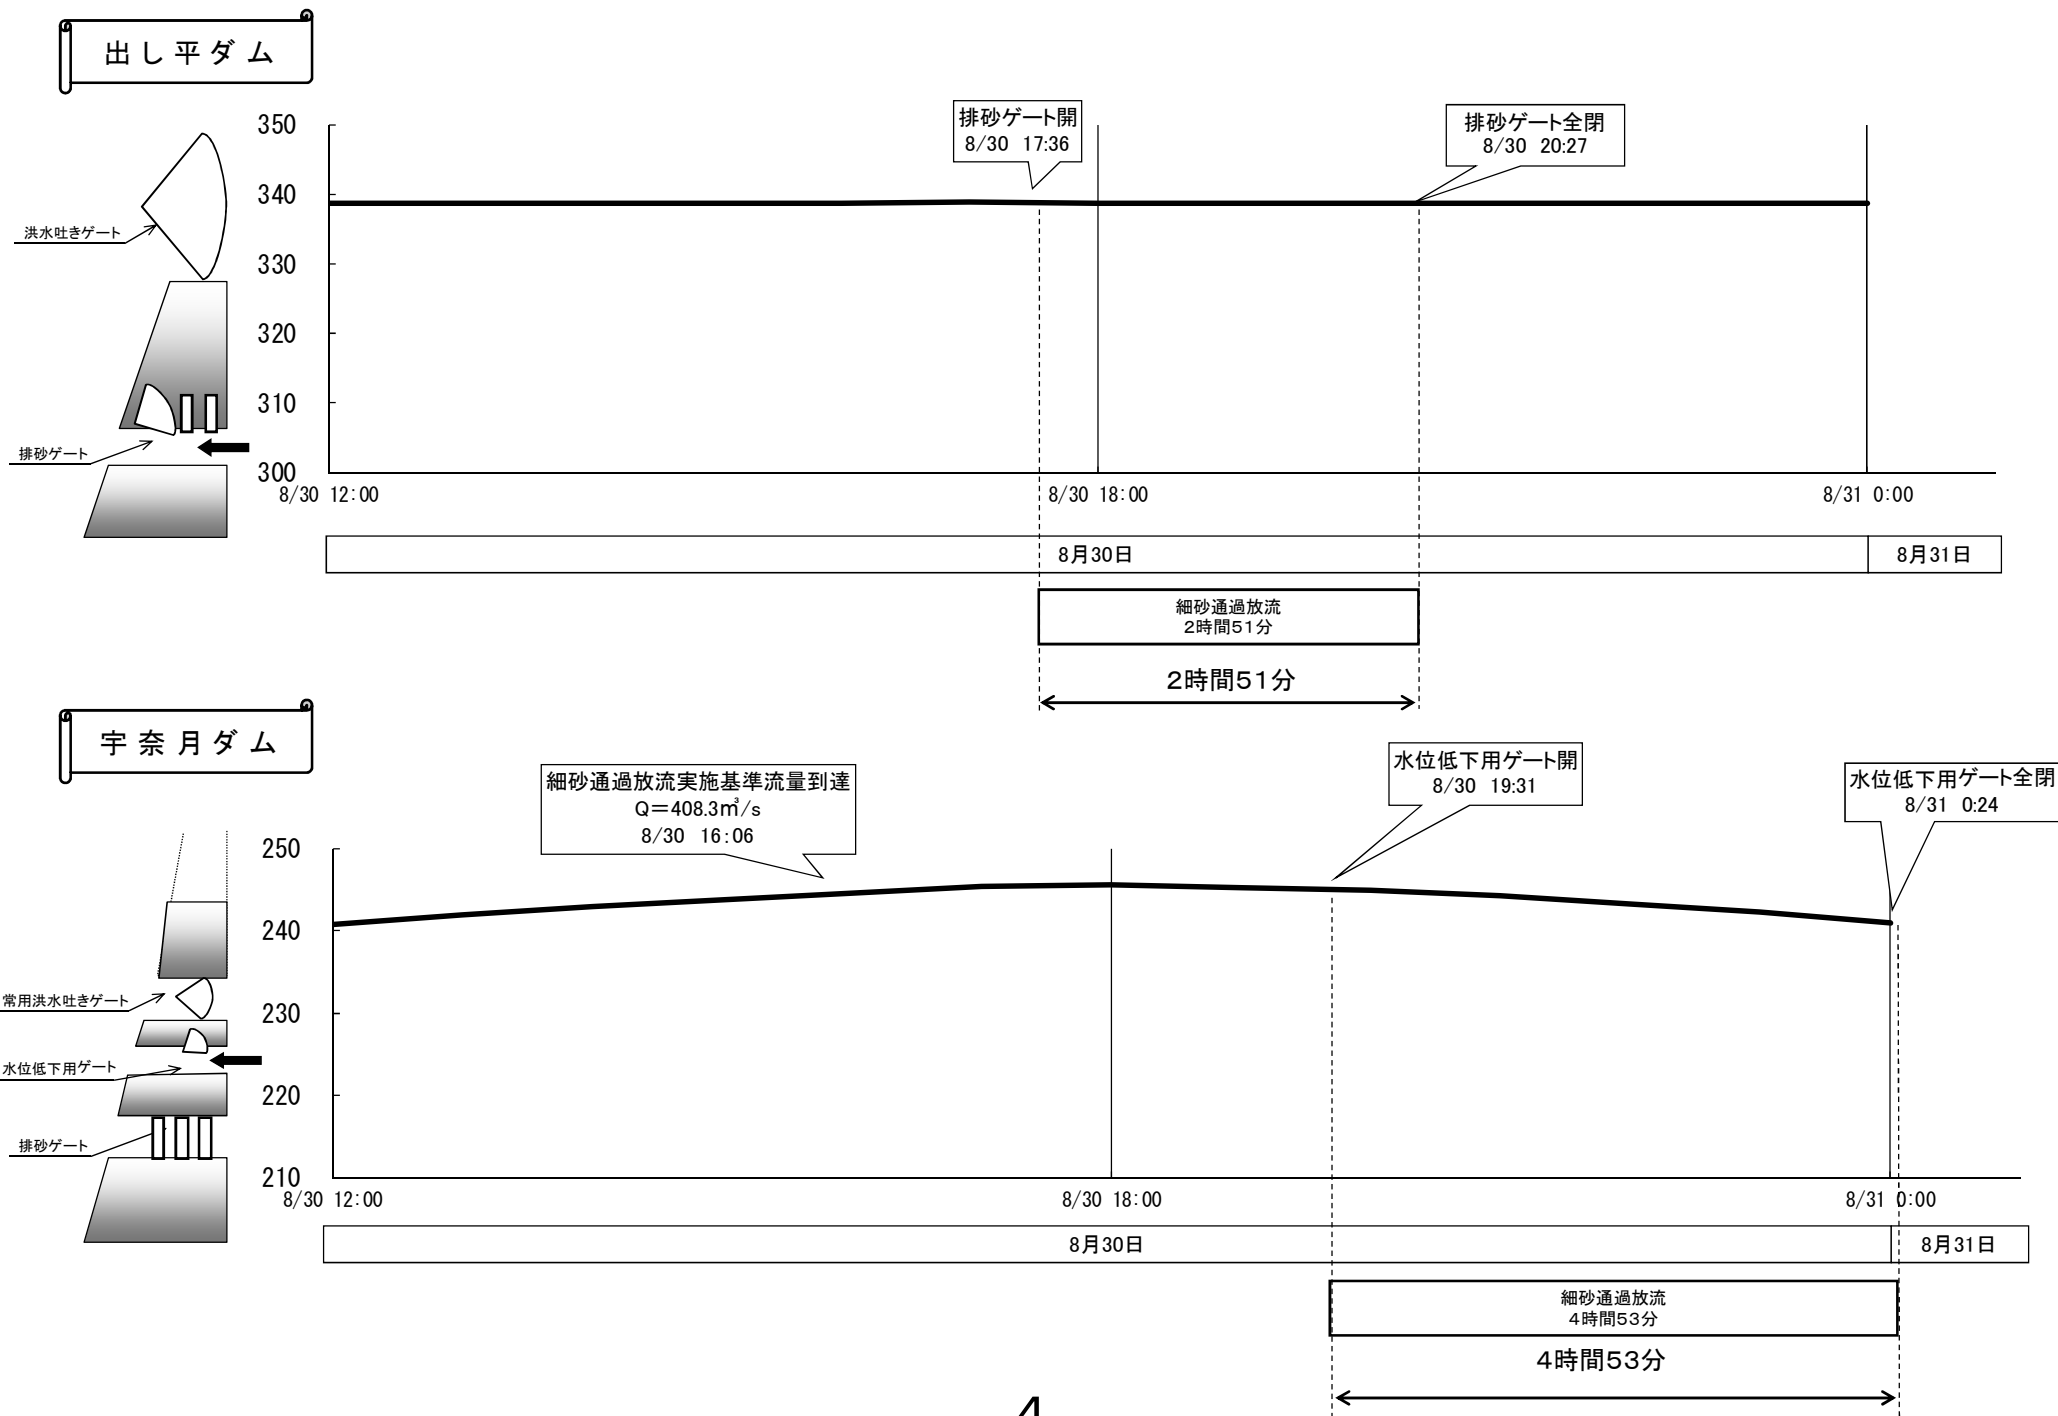 出し平ダム
排砂ゲート開
8/30 17:36
排砂ゲート全閉
8/30 20:27
350
340
330
320
310
300
洪水吐きゲート
排砂ゲート
8/30 12:00
8/30 18:00
8/31 0:00
8月30日
8月31日
細砂通過放流
2時間51分
2時間51分
宇奈月ダム
細砂通過放流実施基準流量到達
Q=408.3㎥/s
8/30 16:06
水位低下用ゲート開
8/30 19:31
水位低下用ゲート全閉
8/31 0:24
250
240
230
220
210
常用洪水吐きゲート
水位低下用ゲート
排砂ゲート
8/30 12:00
8/30 18:00
8/31 0:00
8月30日
8月31日
細砂通過放流
4時間53分
4時間53分
4